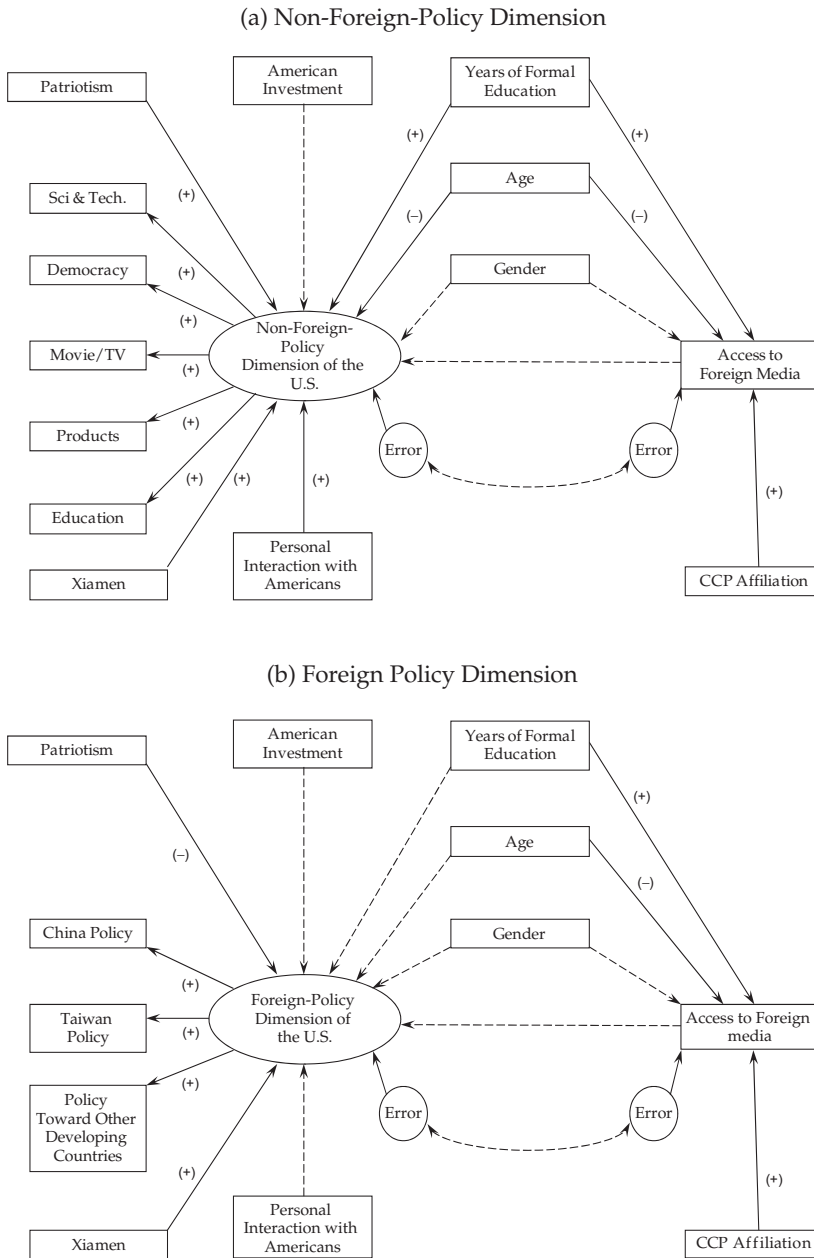 (a) Non-Foreign-Policy Dimension
Patriotism
American
Investment
Years of Formal
Education
(+)
(+)
Age
Sci & Tech.
(+)
(−)
(−)
Democracy
(+)
Gender
(+)
Non-Foreign-
Policy
Dimension of the
U.S.
Movie/TV
(+)
Access to
Foreign Media
Products
(+)
Error
Error
(+)
(+)
(+)
(+)
Education
Personal
Interaction with
Americans
Xiamen
CCP Affiliation
(b) Foreign Policy Dimension
Patriotism
American
Investment
Years of Formal
Education
(+)
(−)
Age
(−)
China Policy
Gender
(+)
Foreign-Policy
Dimension of
the U.S.
Taiwan
Policy
(+)
Access to Foreign
media
(+)
Policy
Toward Other
Developing
Countries
Error
Error
(+)
(+)
Personal
Interaction with
Americans
Xiamen
CCP Affiliation